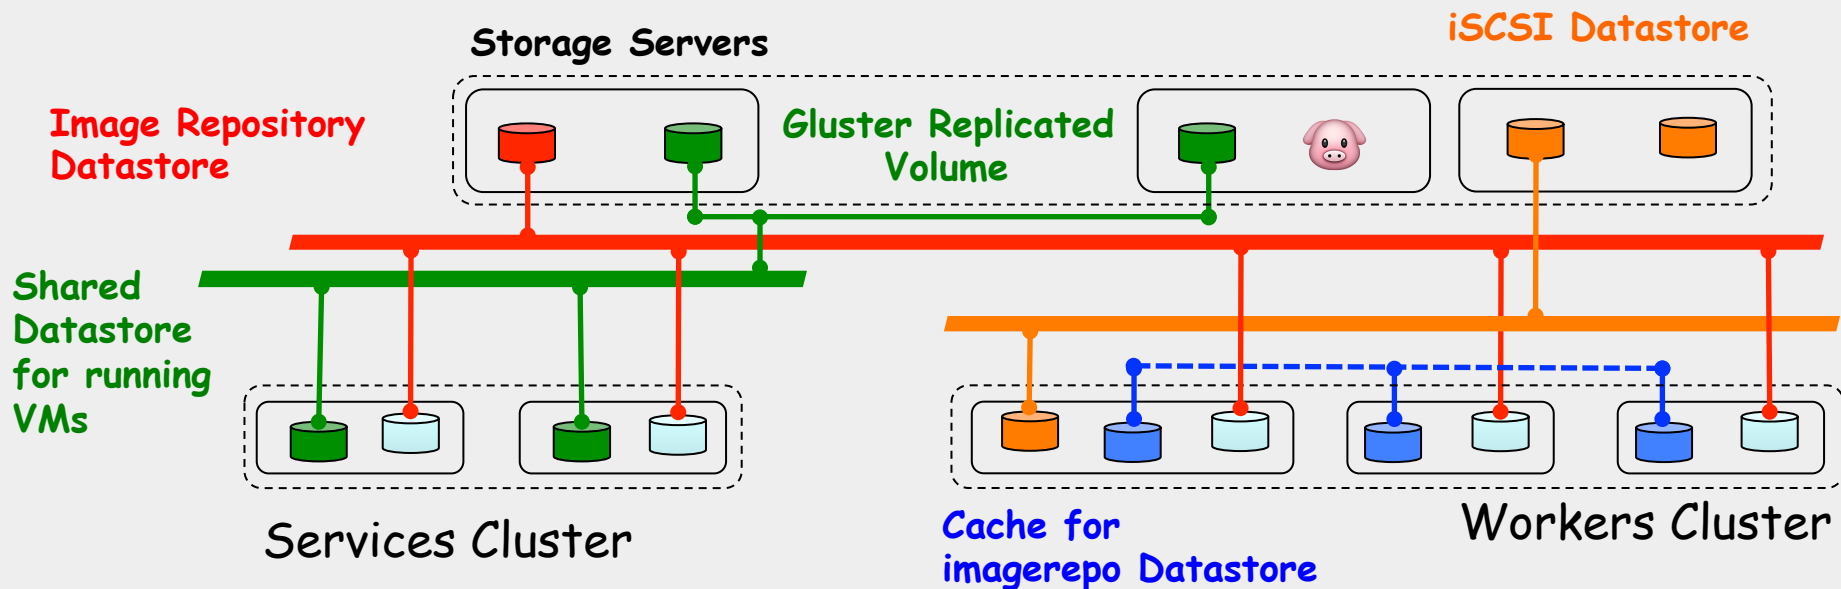 Storage Servers
iSCSI Datastore
Image Repository
Datastore
Gluster Replicated
Volume
Shared
Datastore
for running
VMs
Services Cluster
Cache for
imagerepo Datastore
Workers Cluster